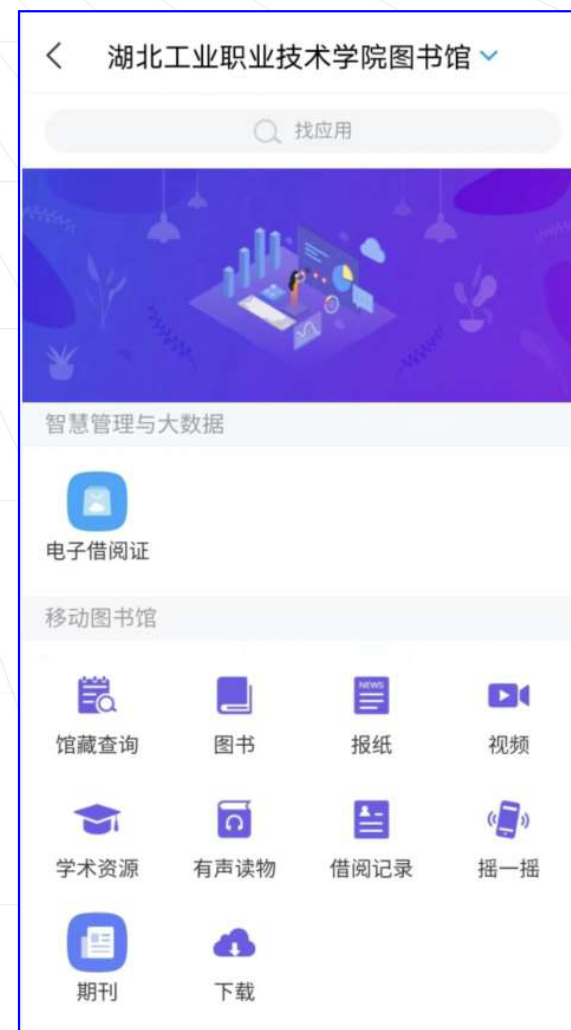 湖北工业职业技术学院图书馆
找应用
智慧管理与大数据
电子借阅证
移动图书馆
NEWS
馆藏查询 图书 报纸 视频
学术资源 有声读物 借阅记录 摇一摇
期刊 下载